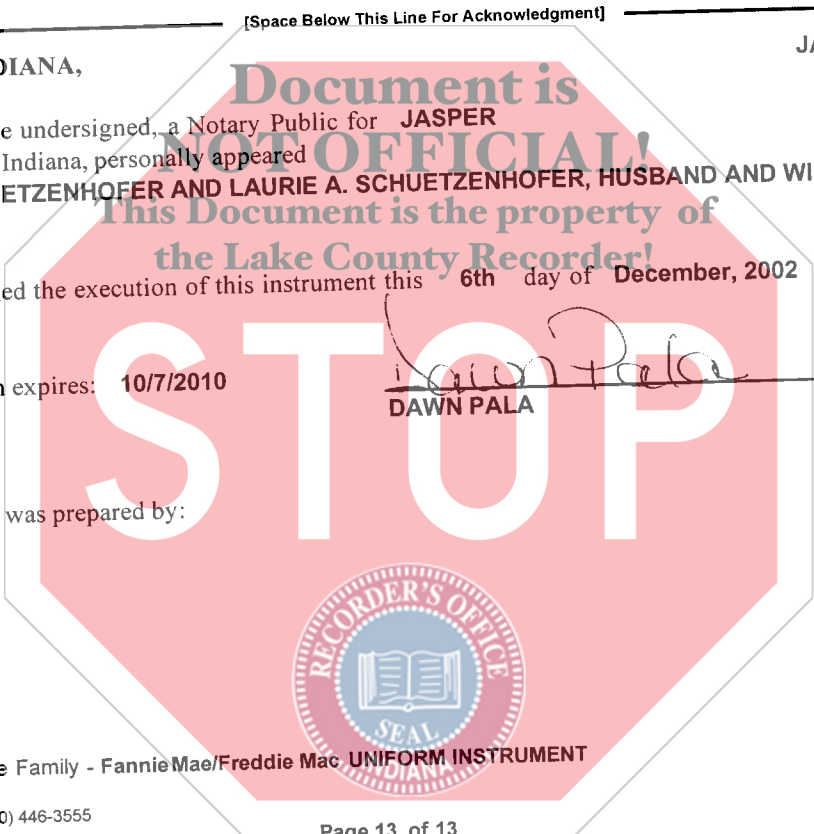 [Space Below This Line For Acknowledgment]
DIANA, JA
Document is
e undersigned, a Notary Public for JASPER
NOT OFFICIAL!
Indiana, personally appeared
ETZENHOFER AND LAURIE A. SCHUETZENHOFER, HUSBAND AND WI
This Document is the property of
the Lake County Recorder!
ed the execution of this instrument this 6th day of December, 2002
STOP
n expires: 10/7/2010 Dawn Pala
DAWN PALA
was prepared by:
RECORDER'S OFFICE
SEAL
INDIANA
e Family - Fannie Mae/Freddie Mac UNIFORM INSTRUMENT
0) 446-3555
Page 13 of 13